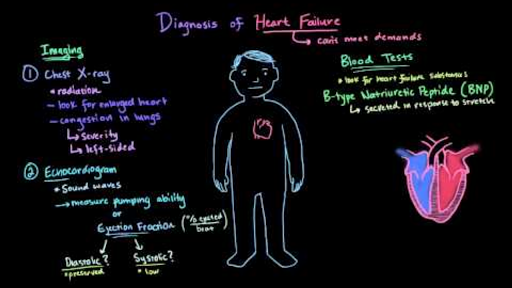 Diagnosis of Heart Failure
↳ can't meet demands
Imaging
① Chest X-ray
* radiation
- look for enlarged heart
- congestion in lungs
↳ severity
↳ left-sided
② Echocardiogram
* Sound waves
→ measure pumping ability
or
Ejection Fraction (% ejected
Diastolic?
* preserved
Systolic?
* low
Blood Tests
* look for heart failure substances
B-type Natriuretic Peptide (BNP)
↳ secreted in response to stretch